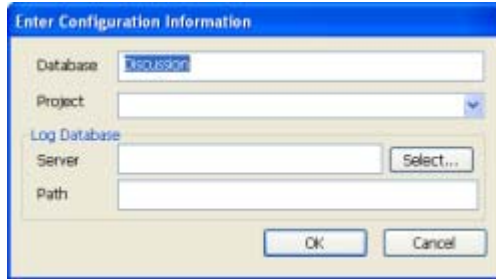 Enter Configuration Information
Database Discussion
Project
Log Database
Server Select...
Path
OK Cancel